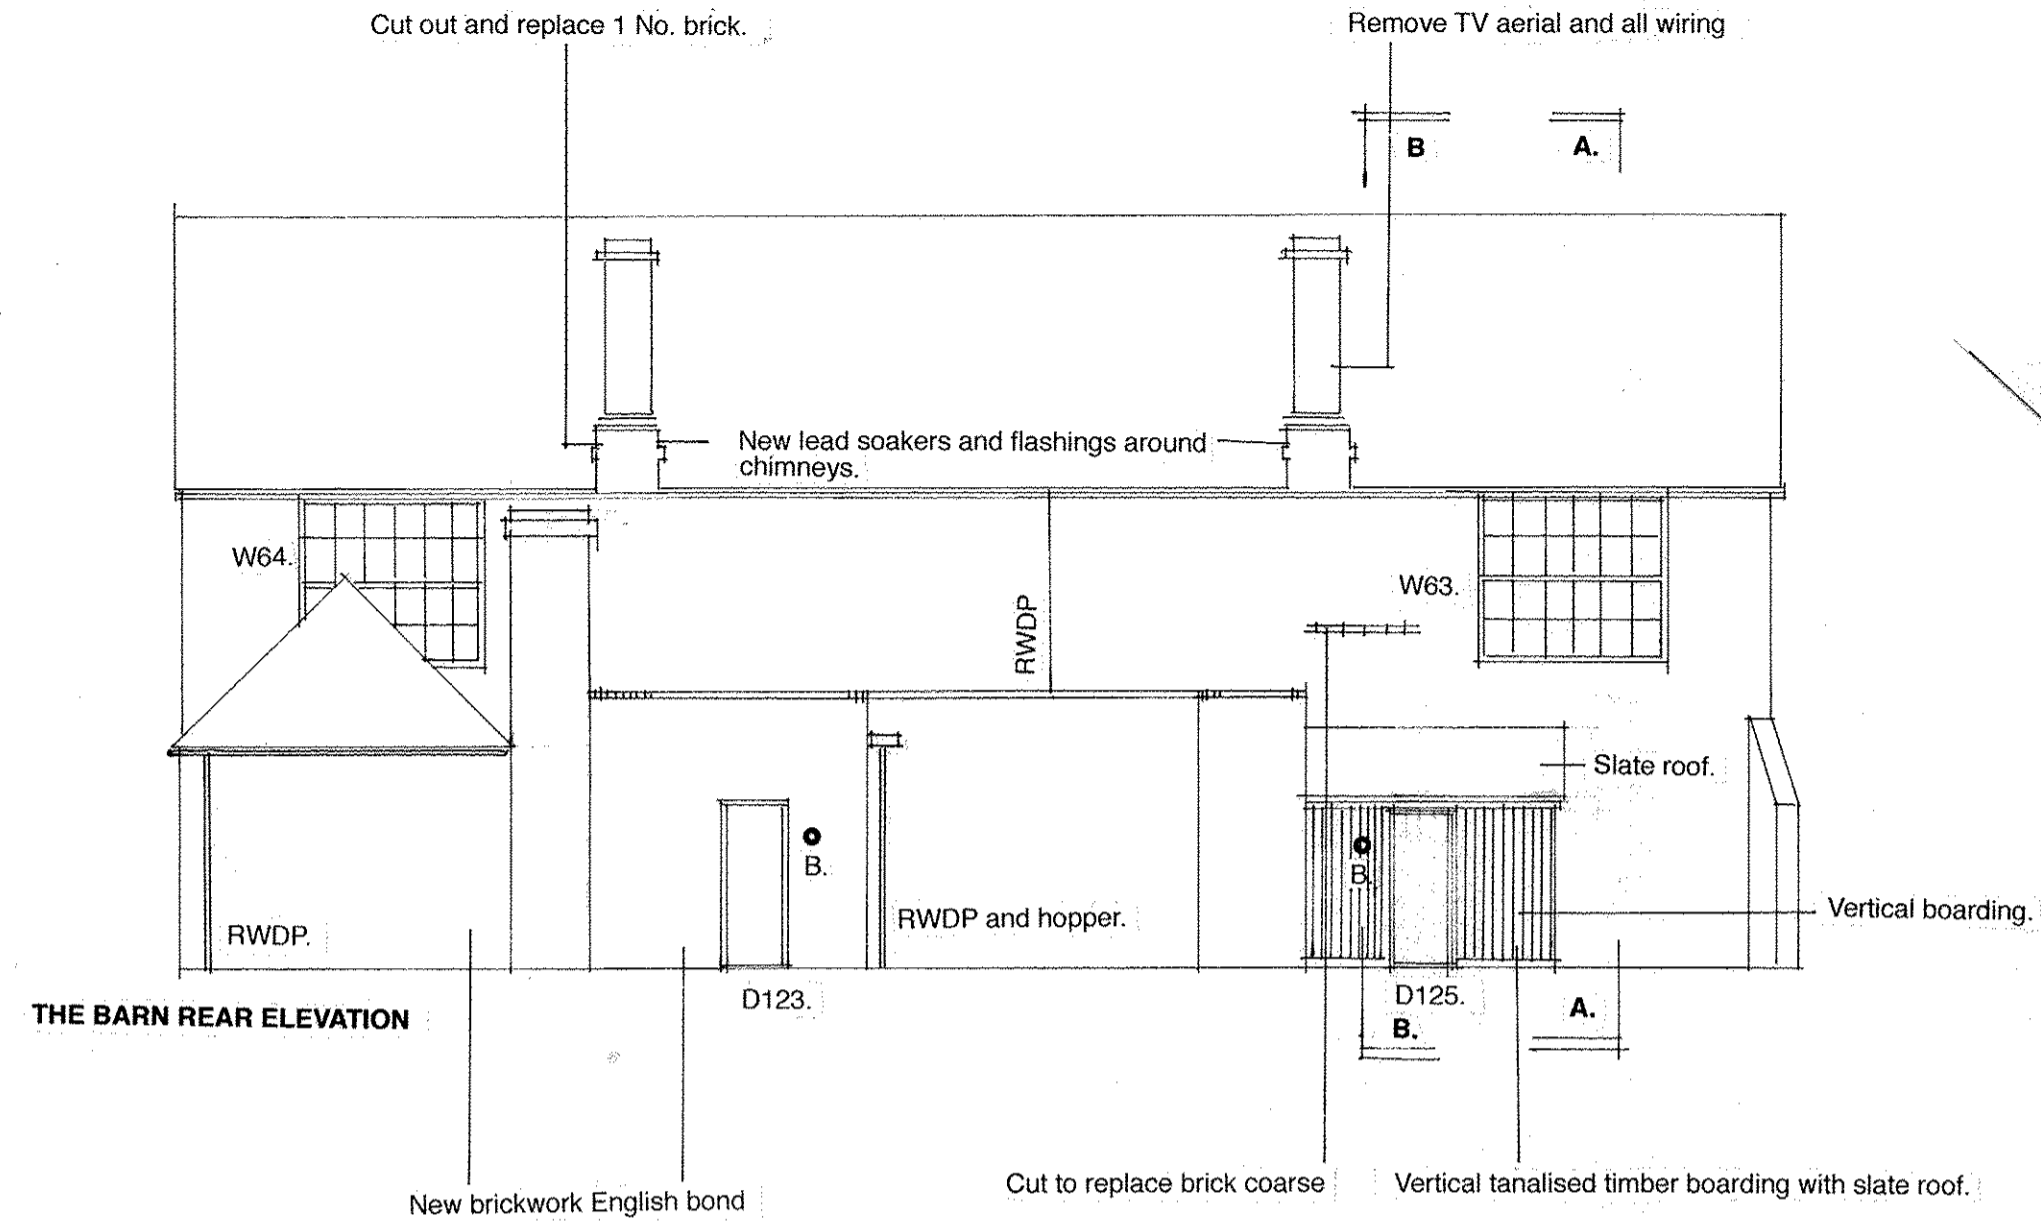 Cut out and replace 1 No. brick.
Remove TV aerial and all wiring
B
A.
New lead soakers and flashings around
chimneys.
W64.
W63.
RWDP
Slate roof.
B.
B.
RWDP and hopper.
Vertical boarding.
RWDP.
D123.
D125.
A.
B.
THE BARN REAR ELEVATION
Cut to replace brick coarse
Vertical tanalised timber boarding with slate roof.
New brickwork English bond